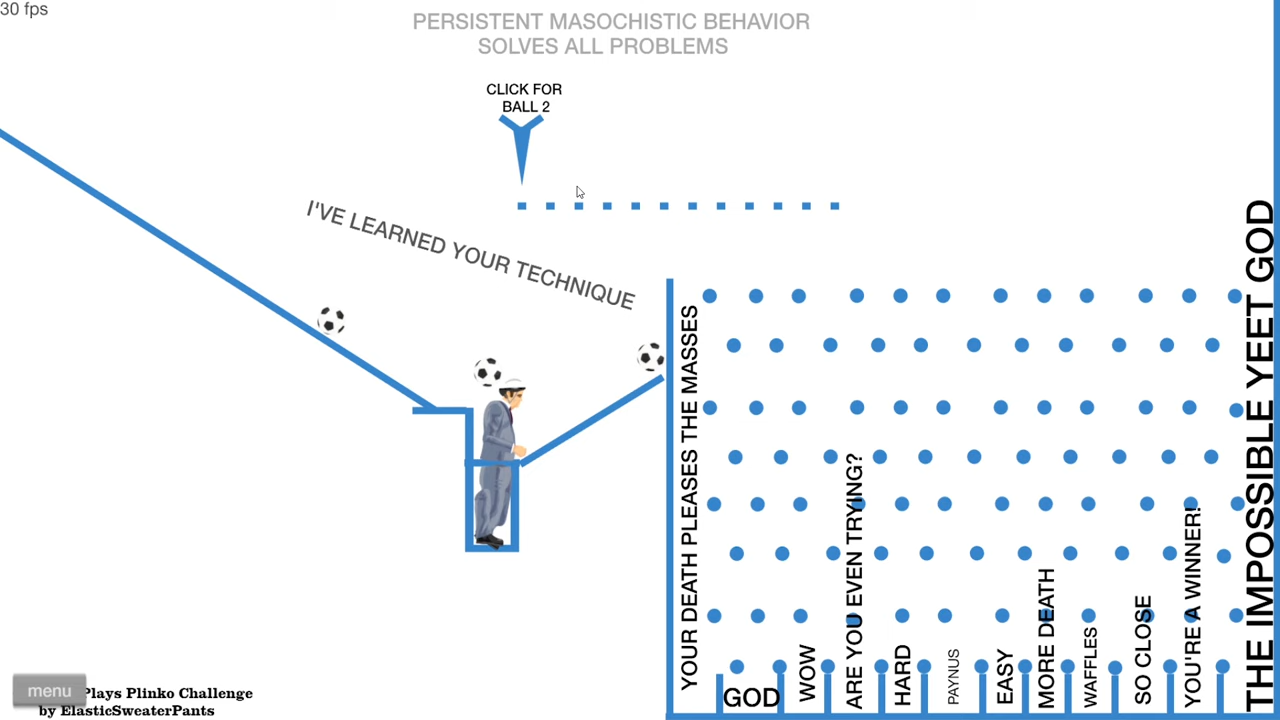 30 fps
PERSISTENT MASOCHISTIC BEHAVIOR
SOLVES ALL PROBLEMS
CLICK FOR
BALL 2
I'VE LEARNED YOUR TECHNIQUE
YOUR DEATH PLEASES THE MASSES
GOD
WOW
ARE YOU EVEN TRYING?
HARD
PAYNUS
EASY
MORE DEATH
WAFFLES
SO CLOSE
YOU'RE A WINNER!
THE IMPOSSIBLE YEET GOD
menu
Plays Plinko Challenge
by ElasticSweaterPants